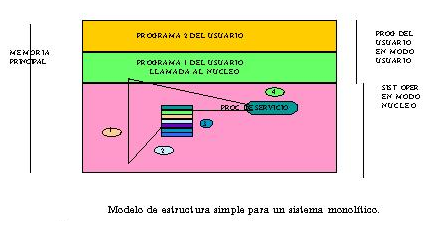 PROGRAMA 2 DEL USUARIO
PROGRAMA 1 DEL USUARIO
LLAMADA AL NUCLEO
MEMORIA
PRINCIPAL
PROG DEL
USUARIO
EN MODO
USUARIO
SIST OPER
EN MODO
NUCLEO
4
PROC DE SERVICIO
1
3
2
Modelo de estructura simple para un sistema monolítico.